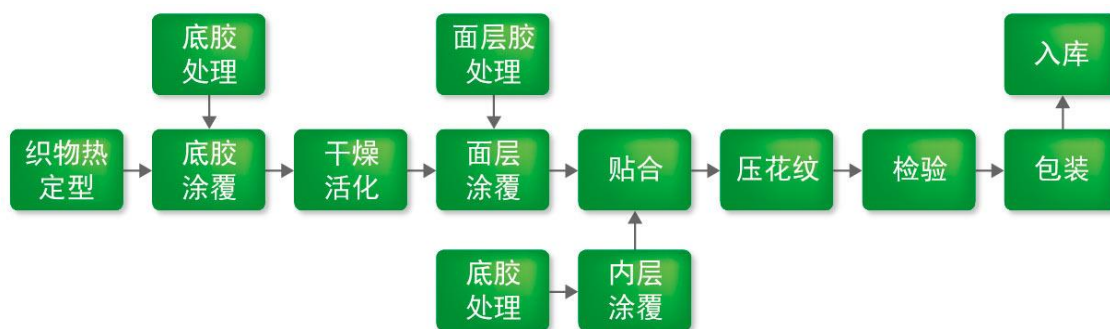 底胶
处理
面层胶
处理
入库
织物热
定型
底胶
涂覆
干燥
活化
面层
涂覆
贴合
压花纹
检验
包装
底胶
处理
内层
涂覆